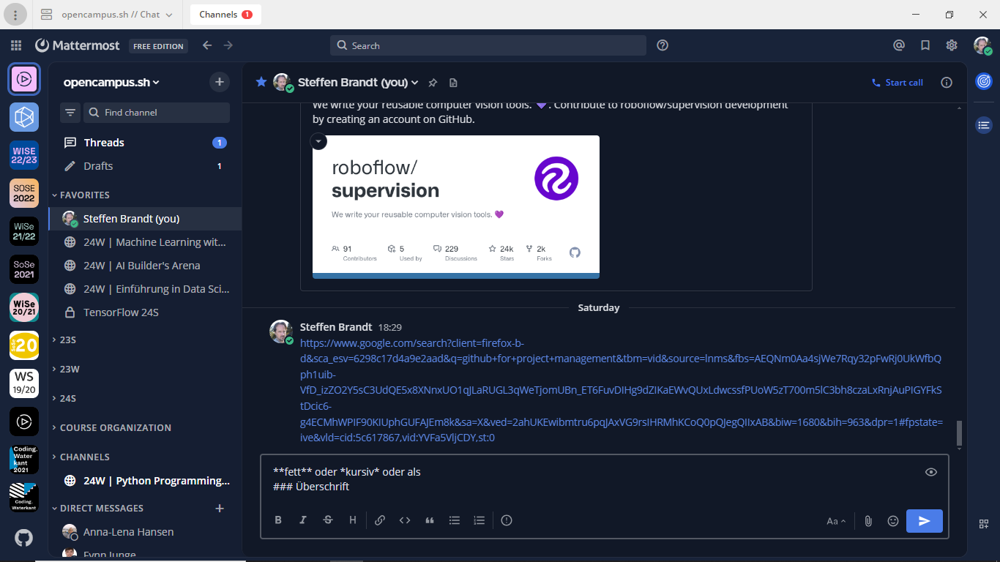 opencampus.sh // Chat
Channels 1
Mattermost
FREE EDITION
Search
opencampus.sh
Find channel
Threads 1
Drafts 1
FAVORITES
Steffen Brandt (you)
24W | Machine Learning wit...
24W | AI Builder's Arena
24W | Einführung in Data Sci...
TensorFlow 24S
23S
23W
24S
COURSE ORGANIZATION
CHANNELS
24W | Python Programming...
DIRECT MESSAGES
Anna-Lena Hansen
Fynn Junge
WISE
22/23
SOSE
2022
WiSe
21/22
SoSe
2021
WiSe
20/21
SoSe
20
WS
19/20
Coding.
Water
kant
2021
Coding.
Waterkant
Steffen Brandt (you)
Start call
We write your reusable computer vision tools. 💜. Contribute to roboflow/supervision development
by creating an account on GitHub.
roboflow/
supervision
We write your reusable computer vision tools. 💜
91 5 229 24k 2k
Contributors Used by Discussions Stars Forks
Saturday
Steffen Brandt 18:29
https://www.google.com/search?client=firefox-b-
d&sca_esv=6298c17d4a9e2aad&q=github+for+project+management&tbm=vid&source=lnms&fbs=AEQNm0Aa4sjWe7Rqy32pFwRj0UkWfbQ
ph1uib-
VfD_izZO2Y5sC3UdQE5x8XNnxUO1qJLaRUGL3qWeTjomUBn_ET6FuvDIHg9dZIKaEWvQUxLdwcssfPUoW5zT700m5lC3bh8czaLxRnjAuPIGYFkS
tDcic6-
g4ECMhWPIF90KIUphGUFAJEm8k&sa=X&ved=2ahUKEwibmtru6pqJAxVG9rsIHRMhKCoQ0pQJegQIIxAB&biw=1680&bih=963&dpr=1#fpstate=
ive&vld=cid:5c617867,vid:YVFa5VljCDY,st:0
**fett** oder *kursiv* oder als
### Überschrift
B I S H
Aa